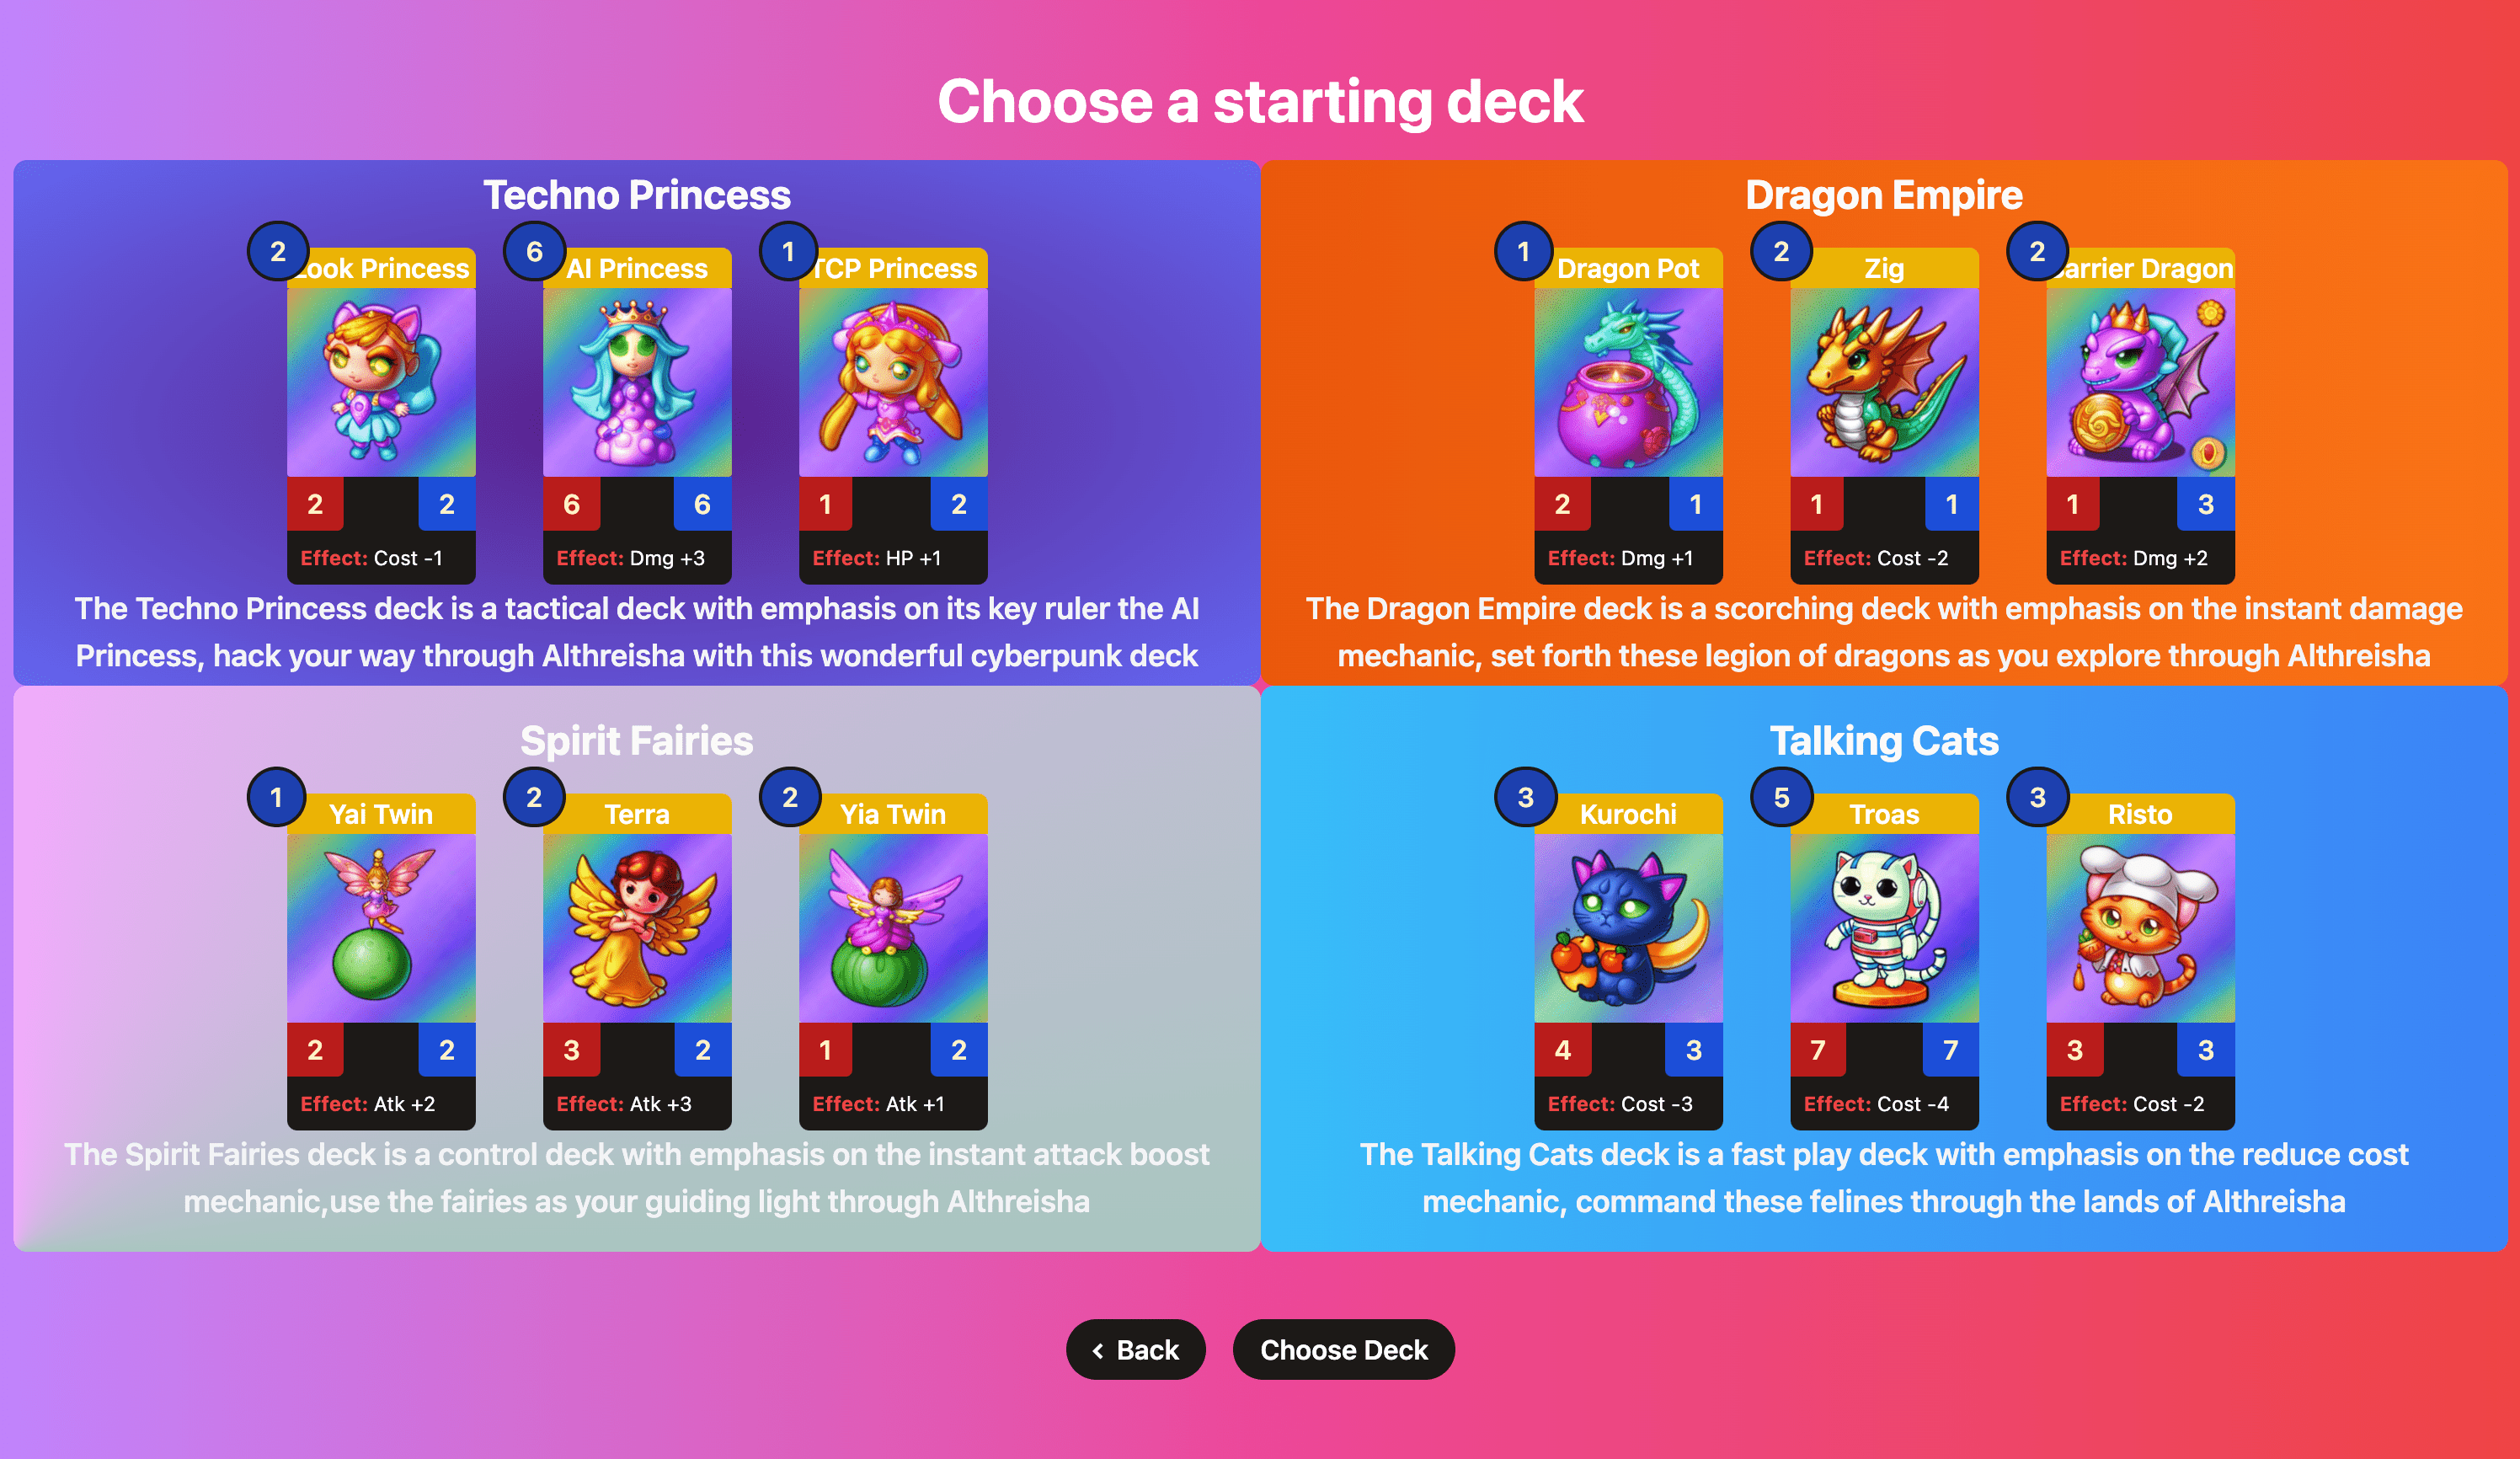 Choose a starting deck
Techno Princess
2
Look Princess
2
2
Effect: Cost -1
6
AI Princess
6
6
Effect: Dmg +3
1
TCP Princess
1
2
Effect: HP +1
The Techno Princess deck is a tactical deck with emphasis on its key ruler the AI
Princess, hack your way through Althreisha with this wonderful cyberpunk deck
Dragon Empire
1
Dragon Pot
2
1
Effect: Dmg +1
2
Zig
1
1
Effect: Cost -2
2
Dragon
1
3
Effect: Dmg +2
The Dragon Empire deck is a scorching deck with emphasis on the instant damage
mechanic, set forth these legion of dragons as you explore through Althreisha
Spirit Fairies
1
Yai Twin
2
2
Effect: Atk +2
2
Terra
3
2
Effect: Atk +3
2
Yia Twin
1
2
Effect: Atk +1
The Spirit Fairies deck is a control deck with emphasis on the instant attack boost
mechanic,use the fairies as your guiding light through Althreisha
Talking Cats
3
Kurochi
4
3
Effect: Cost -3
5
Troas
7
7
Effect: Cost -4
3
Risto
3
3
Effect: Cost -2
The Talking Cats deck is a fast play deck with emphasis on the reduce cost
mechanic, command these felines through the lands of Althreisha
Back
Choose Deck